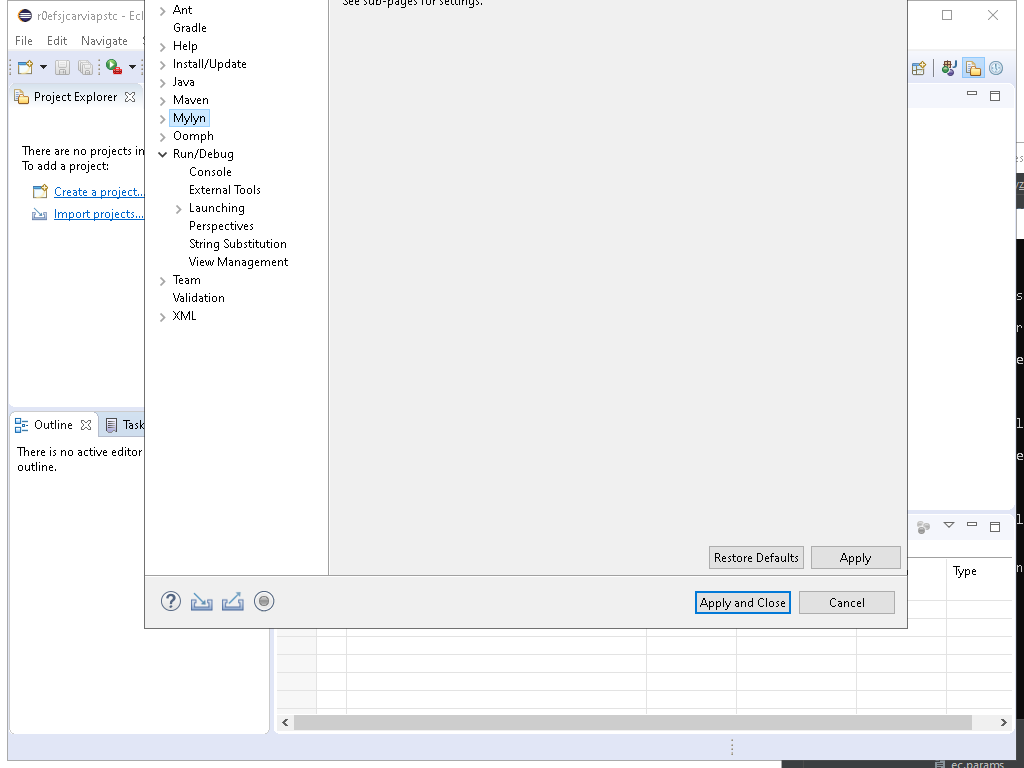 r0efsjcarviapstc - Ecl
File Edit Navigate
Project Explorer
There are no projects in
To add a project:
Create a project...
Import projects...
Outline
Task
There is no active editor
outline.
Ant
Gradle
Help
Install/Update
Java
Maven
Mylyn
Oomph
Run/Debug
Console
External Tools
Launching
Perspectives
String Substitution
View Management
Team
Validation
XML
See sub-pages for settings.
Restore Defaults
Apply
Apply and Close
Cancel
Type
ec.params